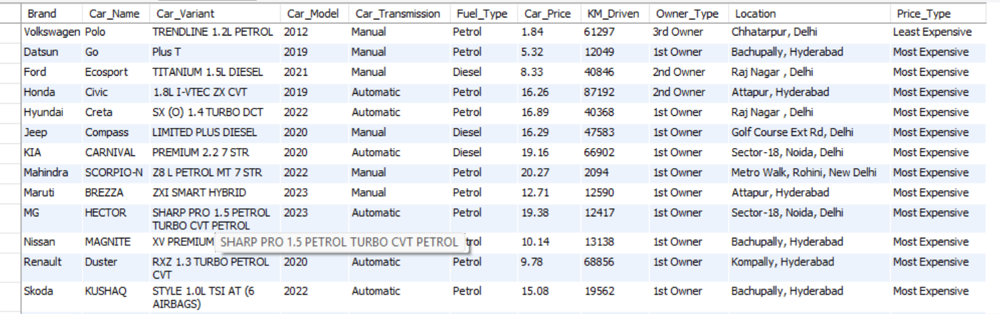 Brand Car_Name Car_Variant Car_Model Car_Transmission Fuel_Type Car_Price KM_Driven Owner_Type Location Price_Type
Volkswagen Polo TRENDLINE 1.2L PETROL 2012 Manual Petrol 1.84 61297 3rd Owner Chhatarpur, Delhi Least Expensive
Datsun Go Plus T 2019 Manual Petrol 5.32 12049 1st Owner Bachupally, Hyderabad Most Expensive
Ford Ecosport TITANIUM 1.5L DIESEL 2021 Manual Diesel 8.33 40846 2nd Owner Raj Nagar , Delhi Most Expensive
Honda Civic 1.8L I-VTEC ZX CVT 2019 Automatic Petrol 16.26 87192 2nd Owner Attapur, Hyderabad Most Expensive
Hyundai Creta SX (O) 1.4 TURBO DCT 2022 Automatic Petrol 16.89 40368 1st Owner Raj Nagar , Delhi Most Expensive
Jeep Compass LIMITED PLUS DIESEL 2020 Manual Diesel 16.29 47583 1st Owner Golf Course Ext Rd, Delhi Most Expensive
KIA CARNIVAL PREMIUM 2.2 7 STR 2020 Automatic Diesel 19.16 66902 1st Owner Sector-18, Noida, Delhi Most Expensive
Mahindra SCORPIO-N Z8 L PETROL MT 7 STR 2022 Manual Petrol 20.27 2094 1st Owner Metro Walk, Rohini, New Delhi Most Expensive
Maruti BREZZA ZXI SMART HYBRID 2023 Manual Petrol 12.71 12590 1st Owner Attapur, Hyderabad Most Expensive
MG HECTOR SHARP PRO 1.5 PETROL 2023 Automatic Petrol 19.38 12417 1st Owner Sector-18, Noida, Delhi Most Expensive
TURBO CVT PETROL
Nissan MAGNITE XV PREMIUM SHARP PRO 1.5 PETROL TURBO CVT PETROL trol 10.14 13138 1st Owner Bachupally, Hyderabad Most Expensive
Renault Duster RXZ 1.3 TURBO PETROL 2020 Automatic Petrol 9.78 68856 1st Owner Kompally, Hyderabad Most Expensive
CVT
Skoda KUSHAQ STYLE 1.0L TSI AT (6 2022 Automatic Petrol 15.08 19562 1st Owner Bachupally, Hyderabad Most Expensive
AIRBAGS)